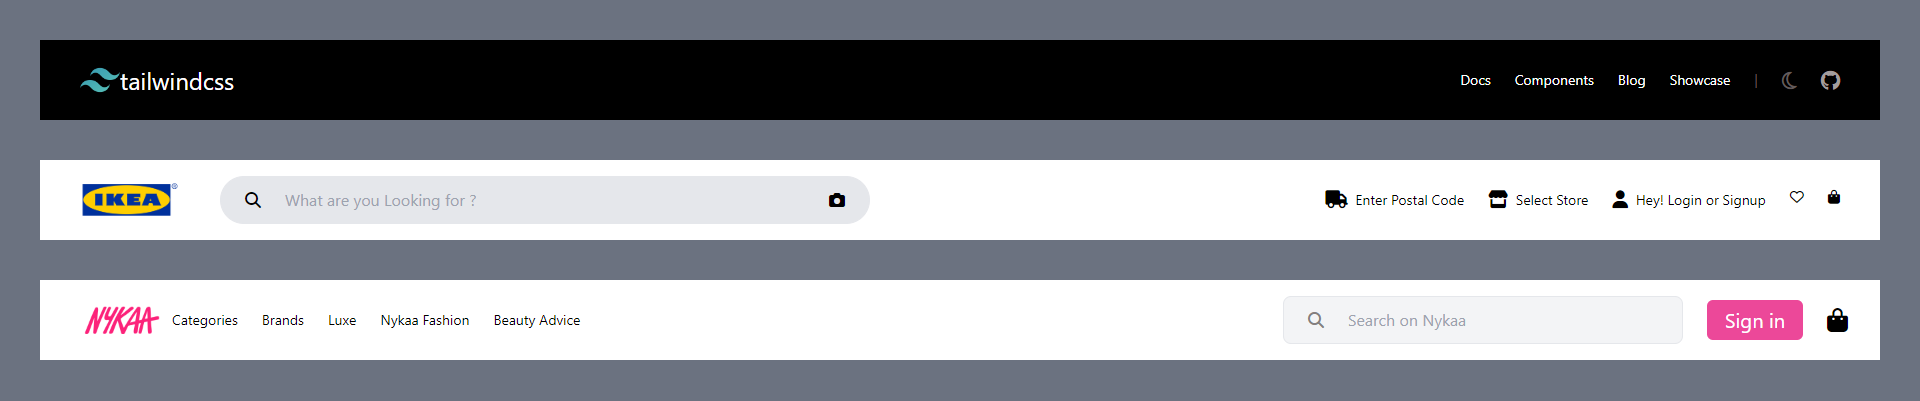 tailwindcss Docs Components Blog Showcase |
IKEA ® What are you Looking for ? Enter Postal Code Select Store Hey! Login or Signup
NYKAA Categories Brands Luxe Nykaa Fashion Beauty Advice Search on Nykaa Sign in